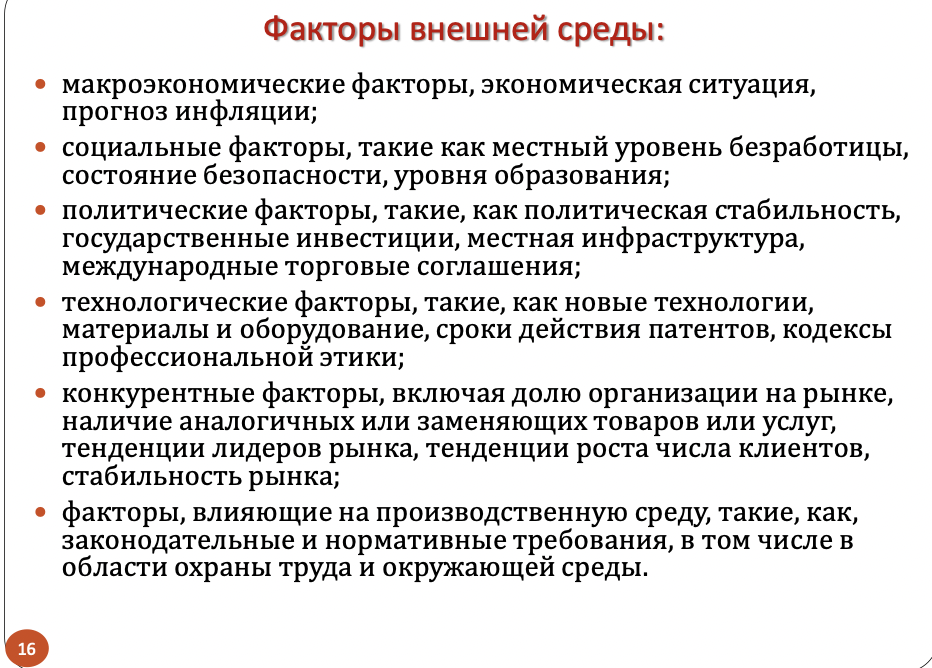 Факторы внешней среды:
• макроэкономические факторы, экономическая ситуация,
прогноз инфляции;
• социальные факторы, такие как местный уровень безработицы,
состояние безопасности, уровня образования;
• политические факторы, такие, как политическая стабильность,
государственные инвестиции, местная инфраструктура,
международные торговые соглашения;
• технологические факторы, такие, как новые технологии,
материалы и оборудование, сроки действия патентов, кодексы
профессиональной этики;
• конкурентные факторы, включая долю организации на рынке,
наличие аналогичных или заменяющих товаров или услуг,
тенденции лидеров рынка, тенденции роста числа клиентов,
стабильность рынка;
• факторы, влияющие на производственную среду, такие, как,
законодательные и нормативные требования, в том числе в
области охраны труда и окружающей среды.
16